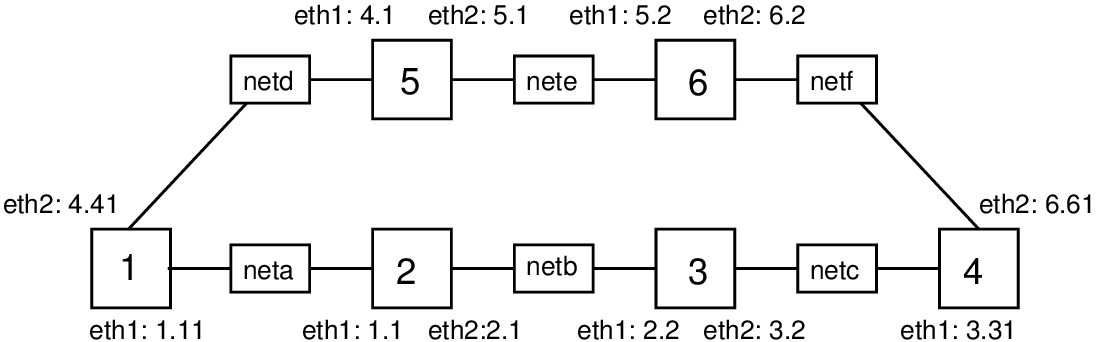 eth1: 4.1 eth2: 5.1 eth1: 5.2 eth2: 6.2
netd 5 nete 6 netf
eth2: 4.41 eth2: 6.61
1 neta 2 netb 3 netc 4
eth1: 1.11 eth1: 1.1 eth2:2.1 eth1: 2.2 eth2: 3.2 eth1: 3.31